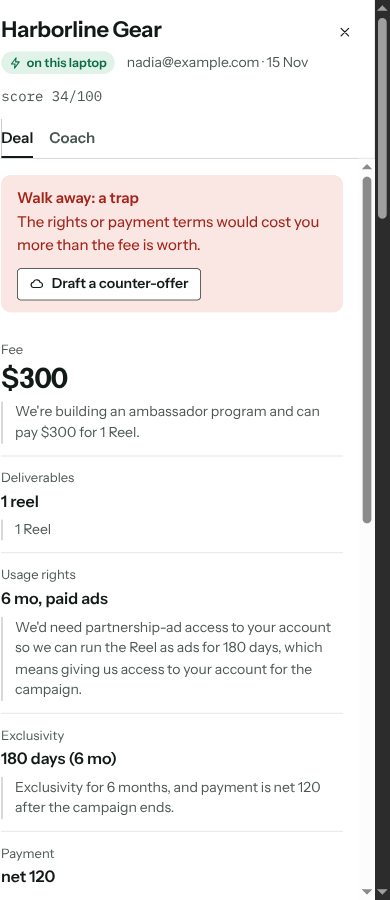 Harborline Gear
on this laptop nadia@example.com · 15 Nov
score 34/100
Deal Coach
Walk away: a trap
The rights or payment terms would cost you
more than the fee is worth.
Draft a counter-offer
Fee
$300
We're building an ambassador program and can
pay $300 for 1 Reel.
Deliverables
1 reel
1 Reel
Usage rights
6 mo, paid ads
We'd need partnership-ad access to your account
so we can run the Reel as ads for 180 days, which
means giving us access to your account for the
campaign.
Exclusivity
180 days (6 mo)
Exclusivity for 6 months, and payment is net 120
after the campaign ends.
Payment
net 120